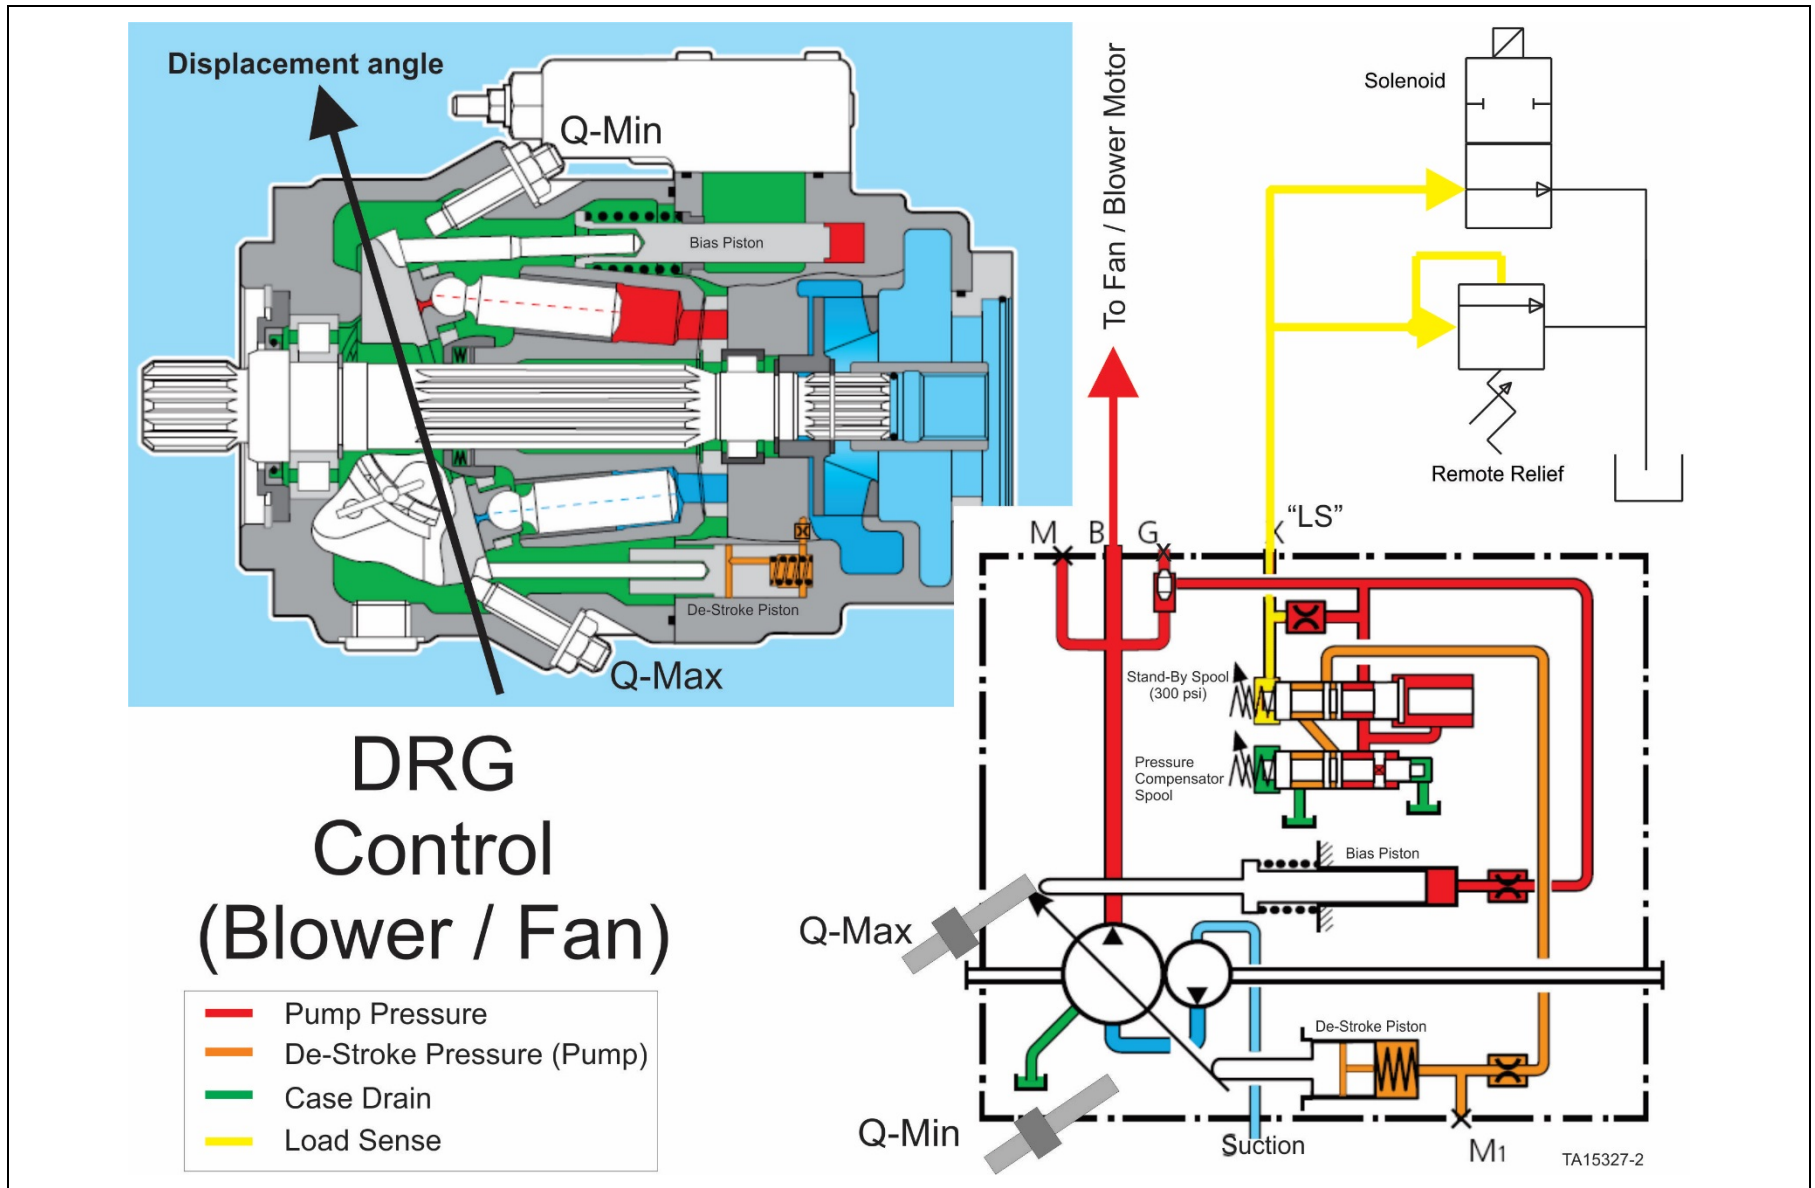 Displacement angle
Q-Min
Bias Piston
De-Stroke Piston
Q-Max
To Fan / Blower Motor
Solenoid
Remote Relief
"LS"
M
B
G
X
Stand-By Spool
(300 psi)
Pressure
Compensator
Spool
Bias Piston
Q-Max
De-Stroke Piston
Q-Min
Suction
M1
TA15327-2
DRG
Control
(Blower / Fan)
Pump Pressure
De-Stroke Pressure (Pump)
Case Drain
Load Sense